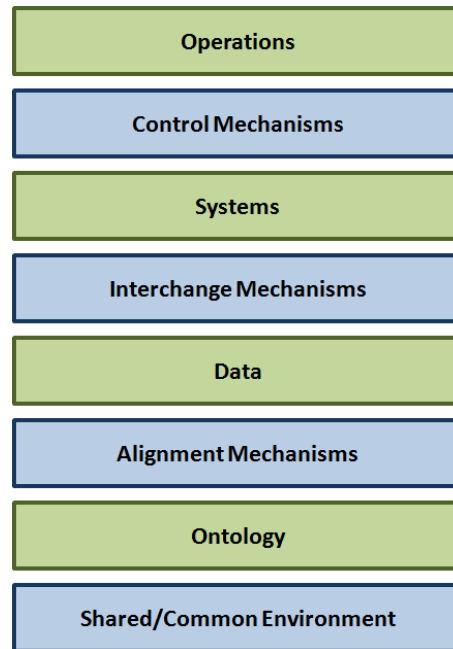 Operations
Control Mechanisms
Systems
Interchange Mechanisms
Data
Alignment Mechanisms
Ontology
Shared/Common Environment